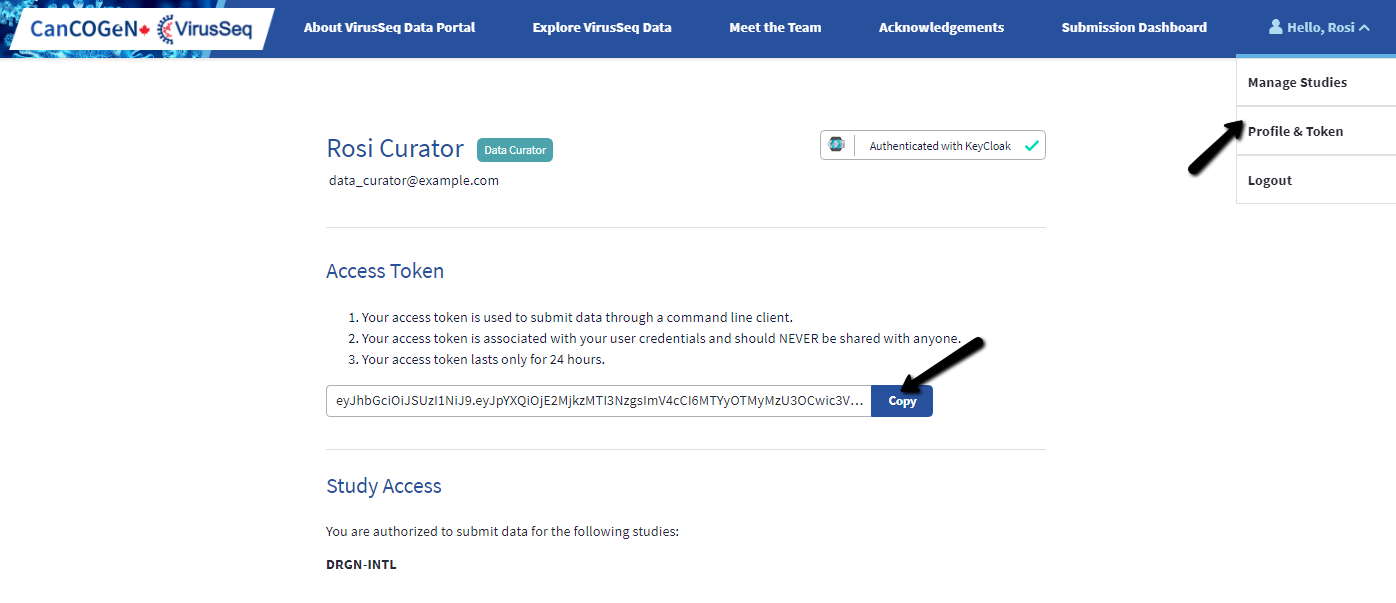 CanCOGeN VirusSeq
About VirusSeq Data Portal
Explore VirusSeq Data
Meet the Team
Acknowledgements
Submission Dashboard
Hello, Rosi
Manage Studies
Profile & Token
Logout
Rosi Curator
Data Curator
Authenticated with KeyCloak
data_curator@example.com
Access Token
1. Your access token is used to submit data through a command line client.
2. Your access token is associated with your user credentials and should NEVER be shared with anyone.
3. Your access token lasts only for 24 hours.
eyJhbGciOiJSUzI1NiJ9.eyJpYXQiOjE2MjkzMTI3NzgsImV4cCI6MTYyOTMyMzU3OCwic3V...
Copy
Study Access
You are authorized to submit data for the following studies:
DRGN-INTL